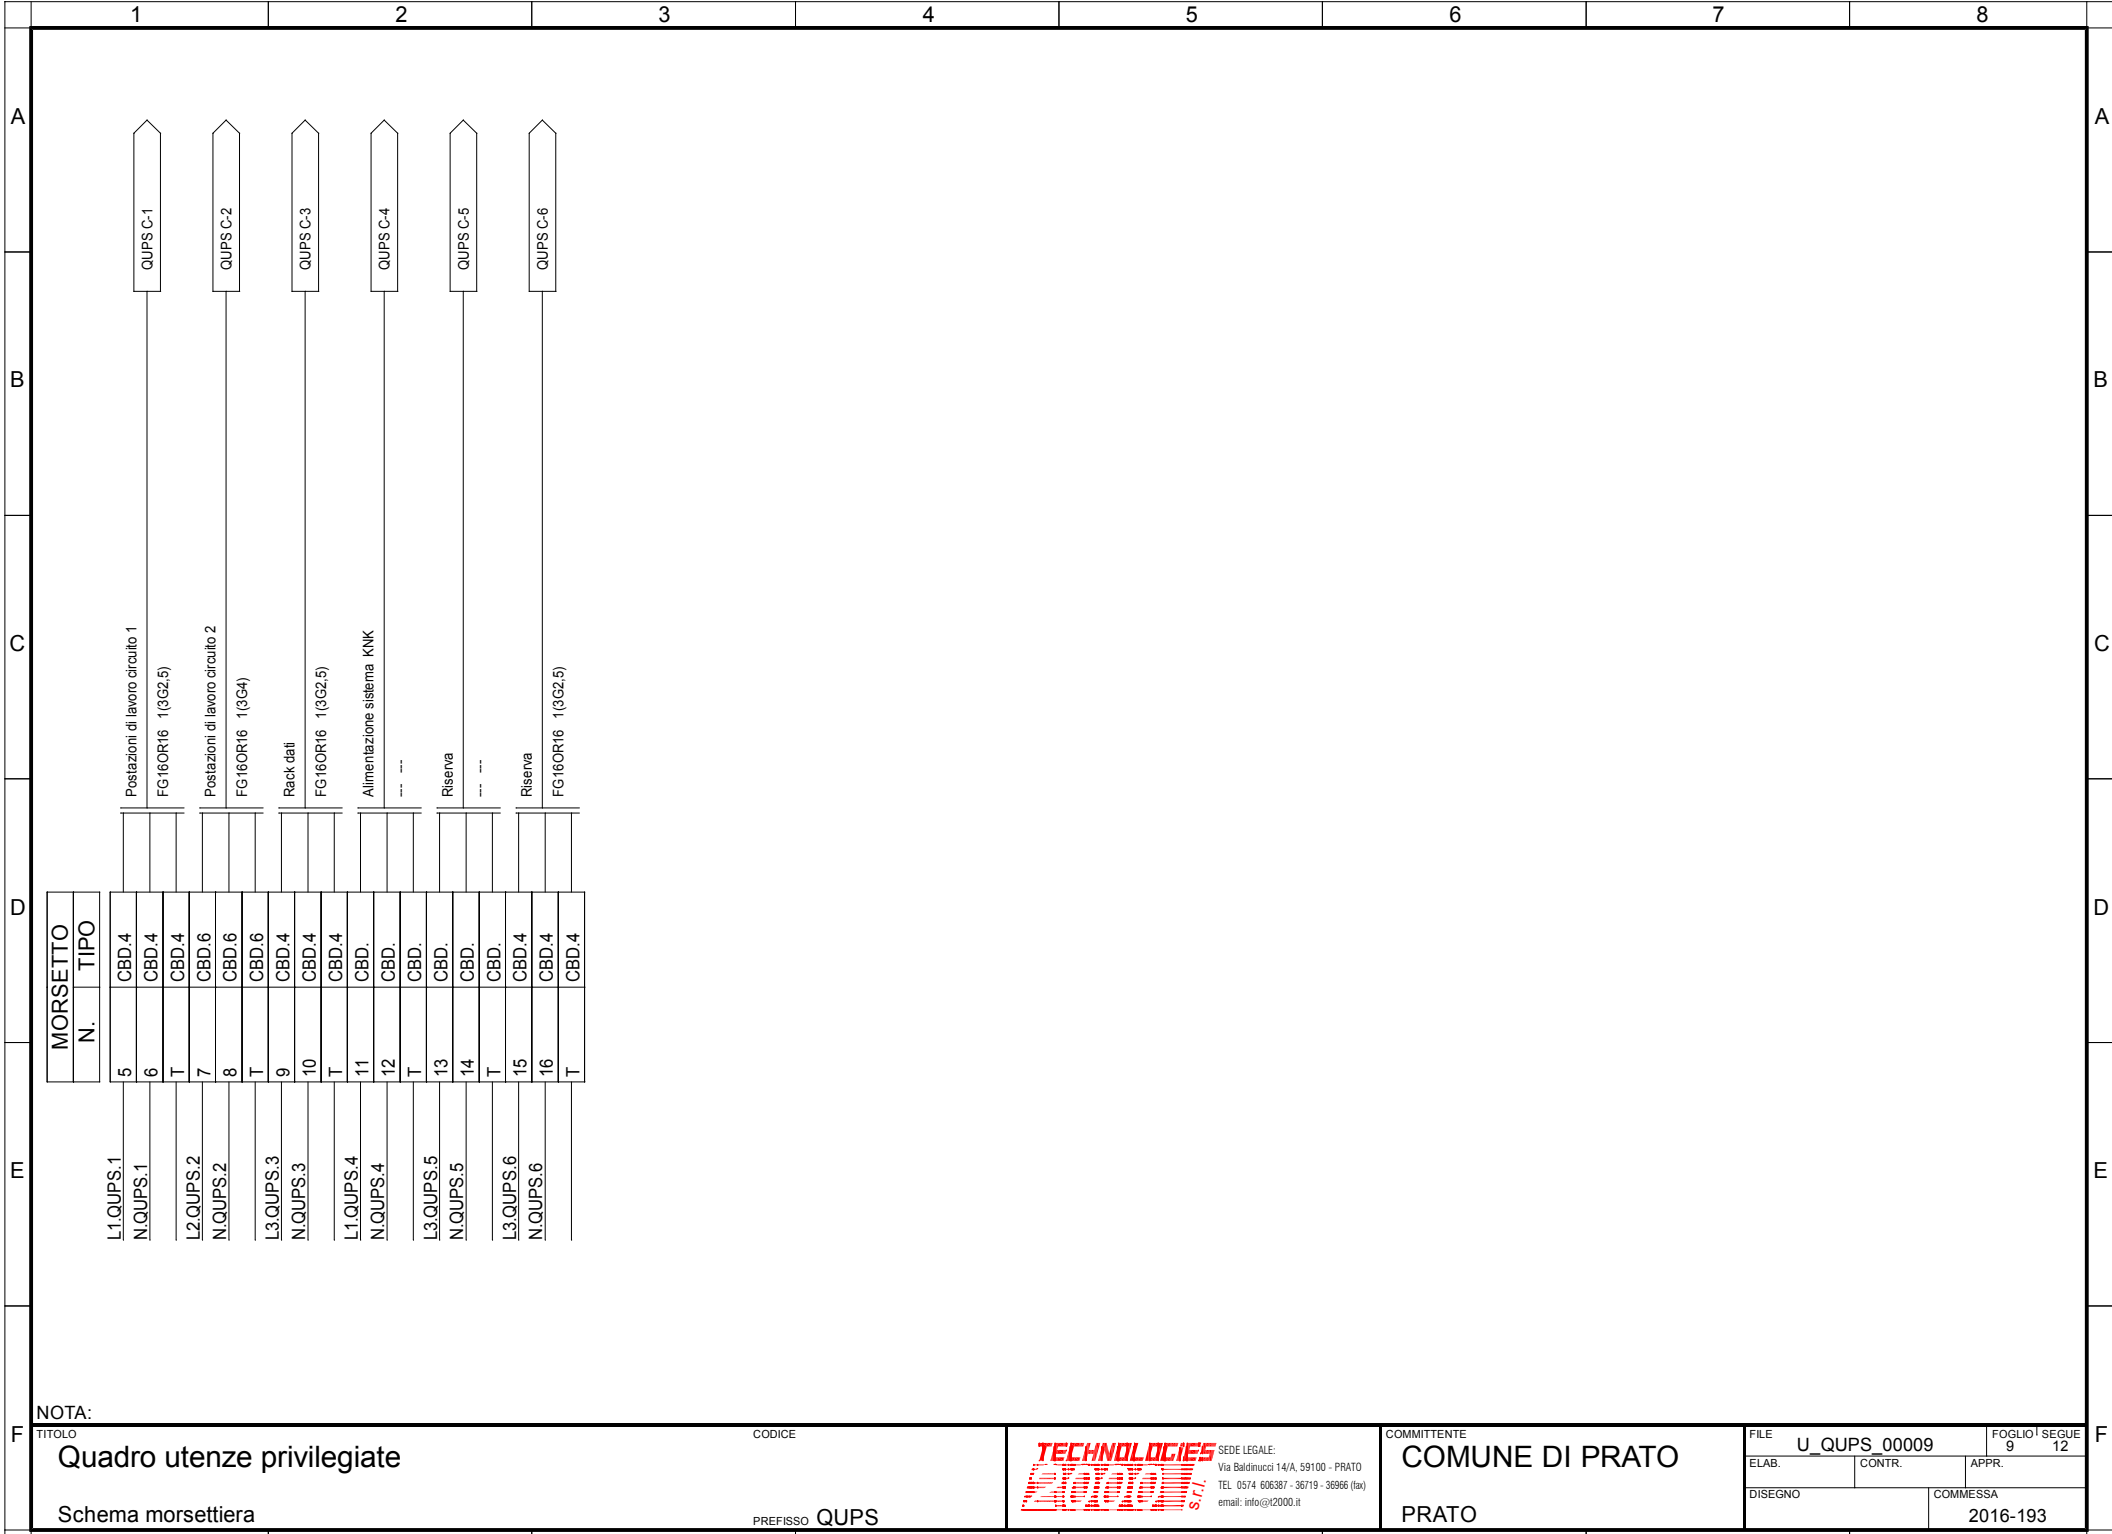 1 2 3 4 5 6 7 8
A A
B B
C C
D D
E E
F F
QUPS C-1
QUPS C-2
QUPS C-3
QUPS C-4
QUPS C-5
QUPS C-6
Postazioni di lavoro circuito 1
FG16OR16 1(3G2,5)
Postazioni di lavoro circuito 2
FG16OR16 1(3G4)
Rack dati
FG16OR16 1(3G2,5)
Alimentazione sistema KNK
--- ---
Riserva
--- ---
Riserva
FG16OR16 1(3G2,5)
MORSETTO
N. TIPO
5 CBD.4
6 CBD.4
T CBD.4
7 CBD.6
8 CBD.6
T CBD.6
9 CBD.4
10 CBD.4
T CBD.4
11 CBD.
12 CBD.
T CBD.
13 CBD.
14 CBD.
T CBD.
15 CBD.4
16 CBD.4
T CBD.4
L1.QUPS.1
N.QUPS.1
L2.QUPS.2
N.QUPS.2
L3.QUPS.3
N.QUPS.3
L1.QUPS.4
N.QUPS.4
L3.QUPS.5
N.QUPS.5
L3.QUPS.6
N.QUPS.6
NOTA:
TITOLO
Quadro utenze privilegiate
Schema morsettiera
CODICE
PREFISSO QUPS
TECHNOLOGIES
2000 s.r.l.
SEDE LEGALE:
Via Baldinucci 14/A, 59100 - PRATO
TEL 0574 606387 - 36719 - 36966 (fax)
email: info@t2000.it
COMMITTENTE
COMUNE DI PRATO
PRATO
FILE
U_QUPS_00009
FOGLIO SEGUE
9 12
ELAB. CONTR. APPR.
DISEGNO
COMMESSA
2016-193